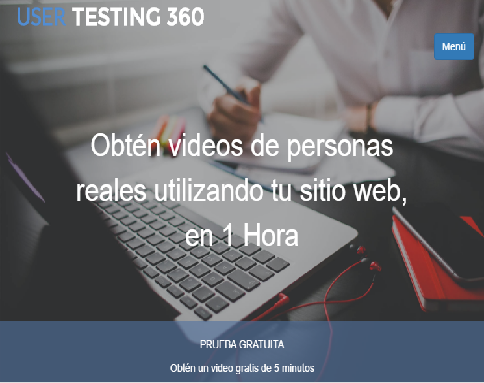 USER TESTING 360
Menú
Obtén videos de personas
reales utilizando tu sitio web,
en 1 Hora
PRUEBA GRATUITA
Obtén un video gratis de 5 minutos